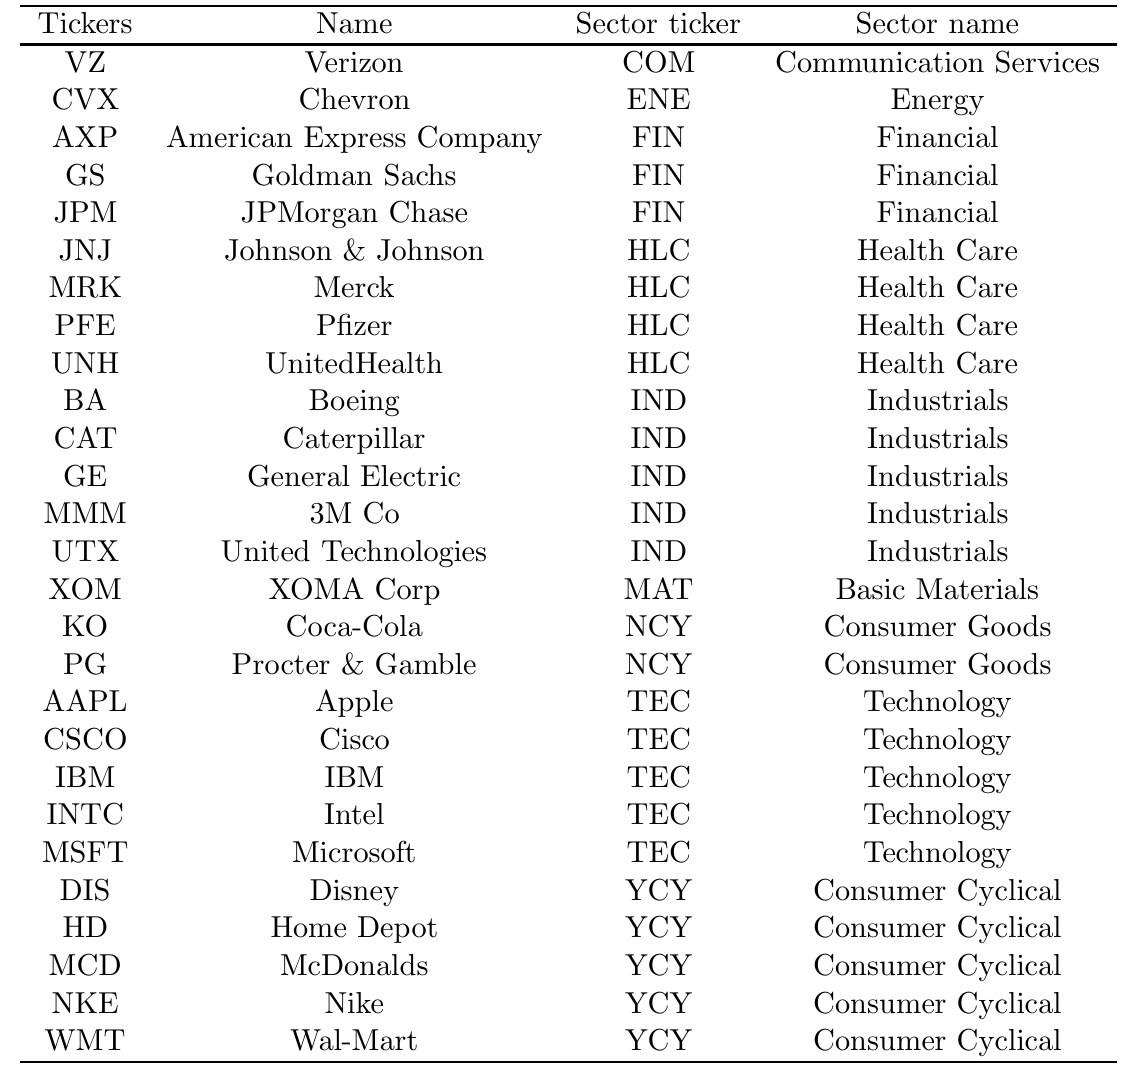 Tickers Name Sector ticker Sector name
VZ Verizon COM Communication Services
CVX Chevron ENE Energy
AXP American Express Company FIN Financial
GS Goldman Sachs FIN Financial
JPM JPMorgan Chase FIN Financial
JNJ Johnson & Johnson HLC Health Care
MRK Merck HLC Health Care
PFE Pfizer HLC Health Care
UNH UnitedHealth HLC Health Care
BA Boeing IND Industrials
CAT Caterpillar IND Industrials
GE General Electric IND Industrials
MMM 3M Co IND Industrials
UTX United Technologies IND Industrials
XOM XOMA Corp MAT Basic Materials
KO Coca-Cola NCY Consumer Goods
PG Procter & Gamble NCY Consumer Goods
AAPL Apple TEC Technology
CSCO Cisco TEC Technology
IBM IBM TEC Technology
INTC Intel TEC Technology
MSFT Microsoft TEC Technology
DIS Disney YCY Consumer Cyclical
HD Home Depot YCY Consumer Cyclical
MCD McDonalds YCY Consumer Cyclical
NKE Nike YCY Consumer Cyclical
WMT Wal-Mart YCY Consumer Cyclical